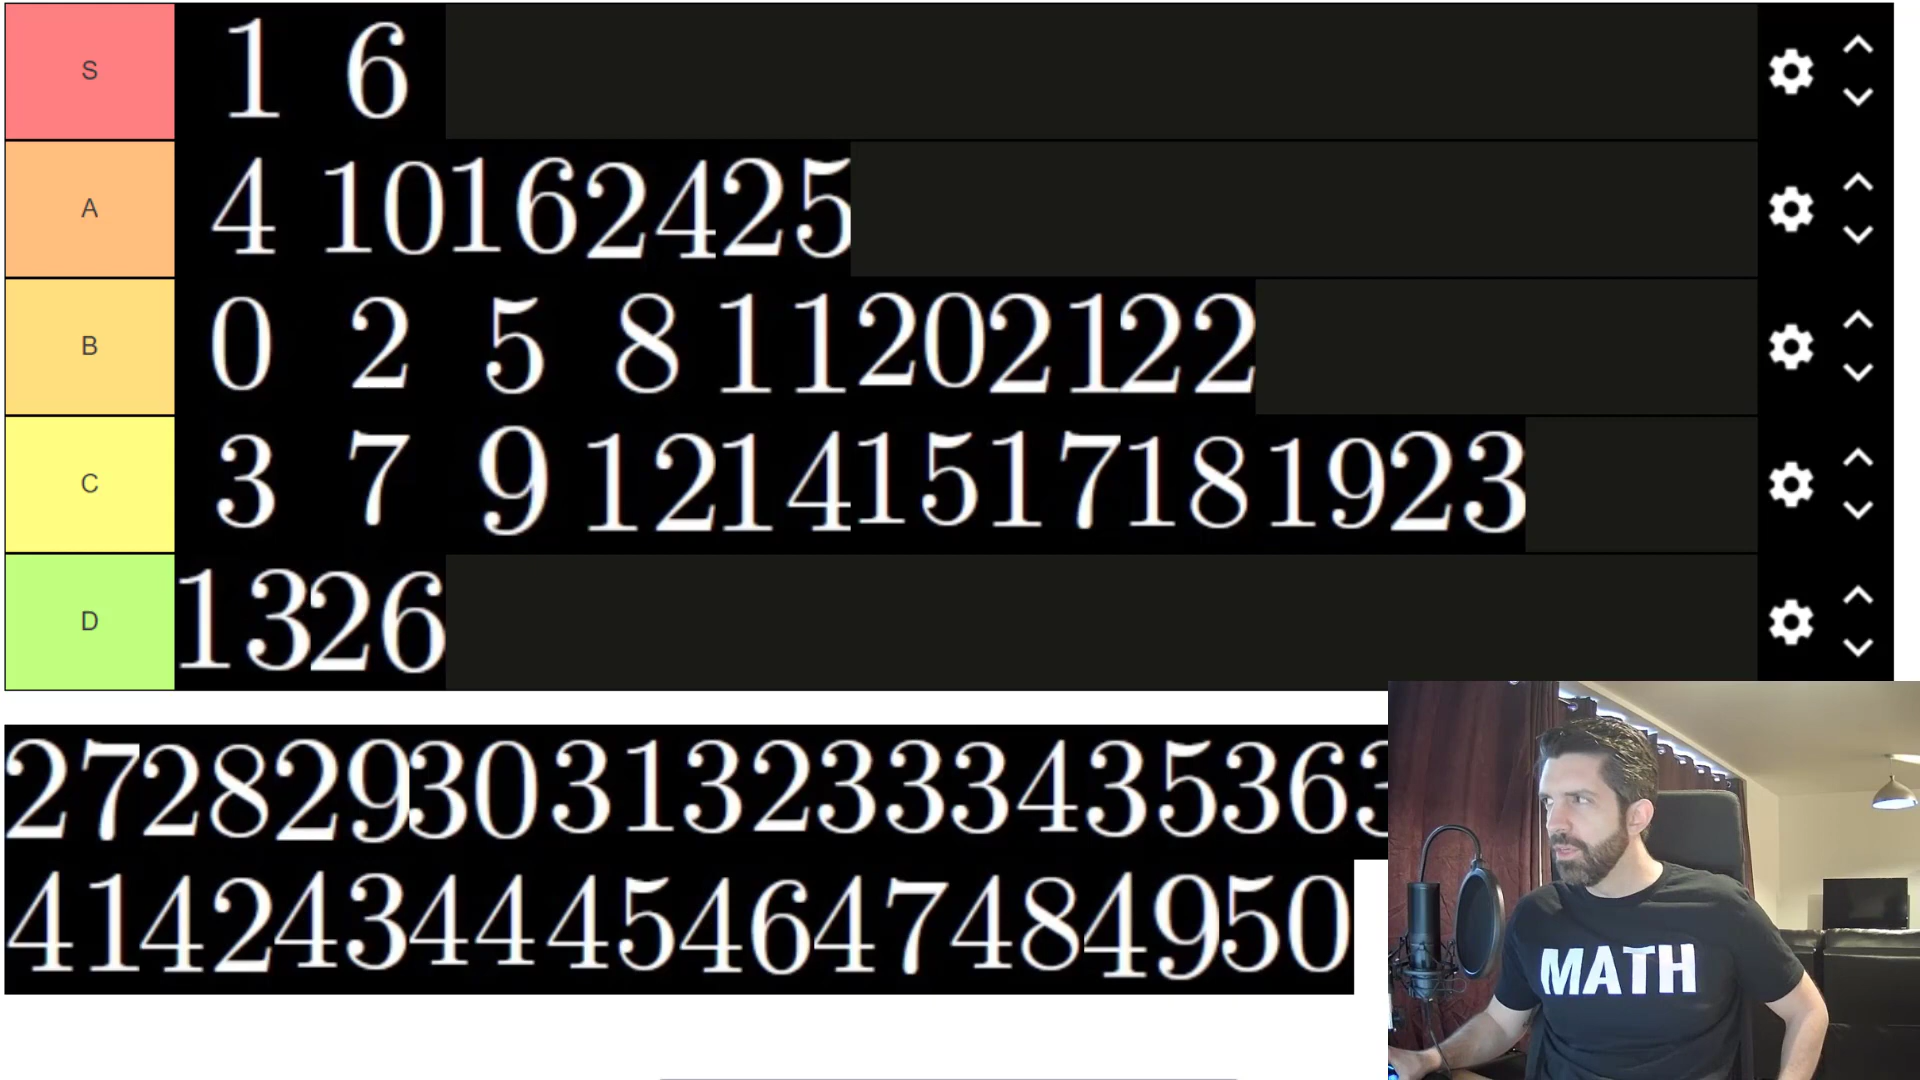 S 1 6
A 4 10 16 24 25
B 0 2 5 8 11 20 21 22
C 3 7 9 12 14 15 17 18 19 23
D 13 26
27 28 29 30 31 32 33 34 35 36 3
41 42 43 44 45 46 47 48 49 50
MATH